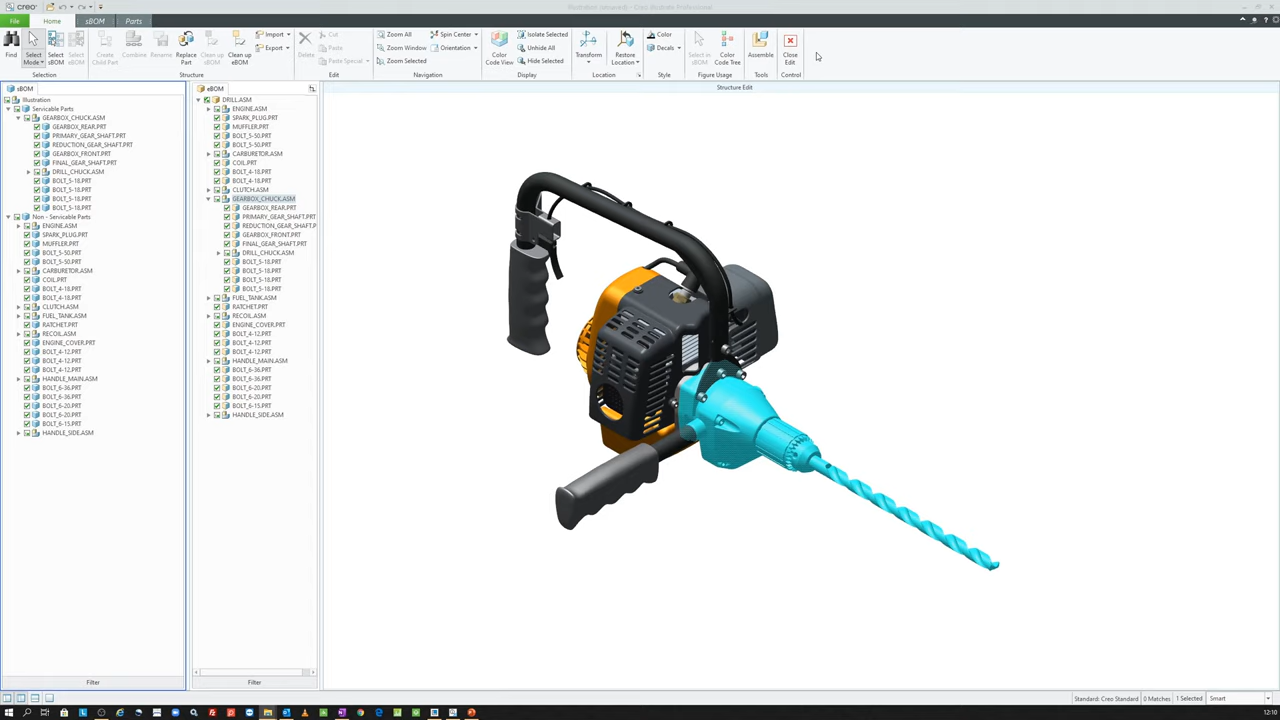 creo
Illustration (unsaved) - Creo Illustrate Professional
File
Home
sBOM
Parts
Find
Select Mode
Select sBOM
Select eBOM
Selection
Create Child Part
Combine
Rename
Replace Part
Clean up sBOM
Clean up eBOM
Import
Export
Structure
Delete
Cut
Paste
Paste Special
Edit
Zoom All
Zoom Window
Zoom Selected
Spin Center
Orientation
Navigation
Color Code View
Isolate Selected
Unhide All
Hide Selected
Display
Transform
Restore Location
Location
Color
Decals
Style
Select in sBOM
Color Code Tree
Figure Usage
Assemble
Tools
Close Edit
Control
Structure Edit
sBOM
Illustration
Servicable Parts
GEARBOX_CHUCK.ASM
GEARBOX_REAR.PRT
PRIMARY_GEAR_SHAFT.PRT
REDUCTION_GEAR_SHAFT.PRT
GEARBOX_FRONT.PRT
FINAL_GEAR_SHAFT.PRT
DRILL_CHUCK.ASM
BOLT_5-18.PRT
BOLT_5-18.PRT
BOLT_5-18.PRT
BOLT_5-18.PRT
Non - Servicable Parts
ENGINE.ASM
SPARK_PLUG.PRT
MUFFLER.PRT
BOLT_5-50.PRT
BOLT_5-50.PRT
CARBURETOR.ASM
COIL.PRT
BOLT_4-18.PRT
BOLT_4-18.PRT
CLUTCH.ASM
FUEL_TANK.ASM
RATCHET.PRT
RECOIL.ASM
ENGINE_COVER.PRT
BOLT_4-12.PRT
BOLT_4-12.PRT
BOLT_4-12.PRT
HANDLE_MAIN.ASM
BOLT_6-36.PRT
BOLT_6-36.PRT
BOLT_6-20.PRT
BOLT_6-20.PRT
BOLT_6-15.PRT
HANDLE_SIDE.ASM
Filter
eBOM
DRILL.ASM
ENGINE.ASM
SPARK_PLUG.PRT
MUFFLER.PRT
BOLT_5-50.PRT
BOLT_5-50.PRT
CARBURETOR.ASM
COIL.PRT
BOLT_4-18.PRT
BOLT_4-18.PRT
CLUTCH.ASM
GEARBOX_CHUCK.ASM
GEARBOX_REAR.PRT
PRIMARY_GEAR_SHAFT.PRT
REDUCTION_GEAR_SHAFT.P
GEARBOX_FRONT.PRT
FINAL_GEAR_SHAFT.PRT
DRILL_CHUCK.ASM
BOLT_5-18.PRT
BOLT_5-18.PRT
BOLT_5-18.PRT
BOLT_5-18.PRT
FUEL_TANK.ASM
RATCHET.PRT
RECOIL.ASM
ENGINE_COVER.PRT
BOLT_4-12.PRT
BOLT_4-12.PRT
BOLT_4-12.PRT
HANDLE_MAIN.ASM
BOLT_6-36.PRT
BOLT_6-36.PRT
BOLT_6-20.PRT
BOLT_6-20.PRT
BOLT_6-15.PRT
HANDLE_SIDE.ASM
Filter
Standard: Creo Standard
0 Matches
1 Selected
Smart
12:10